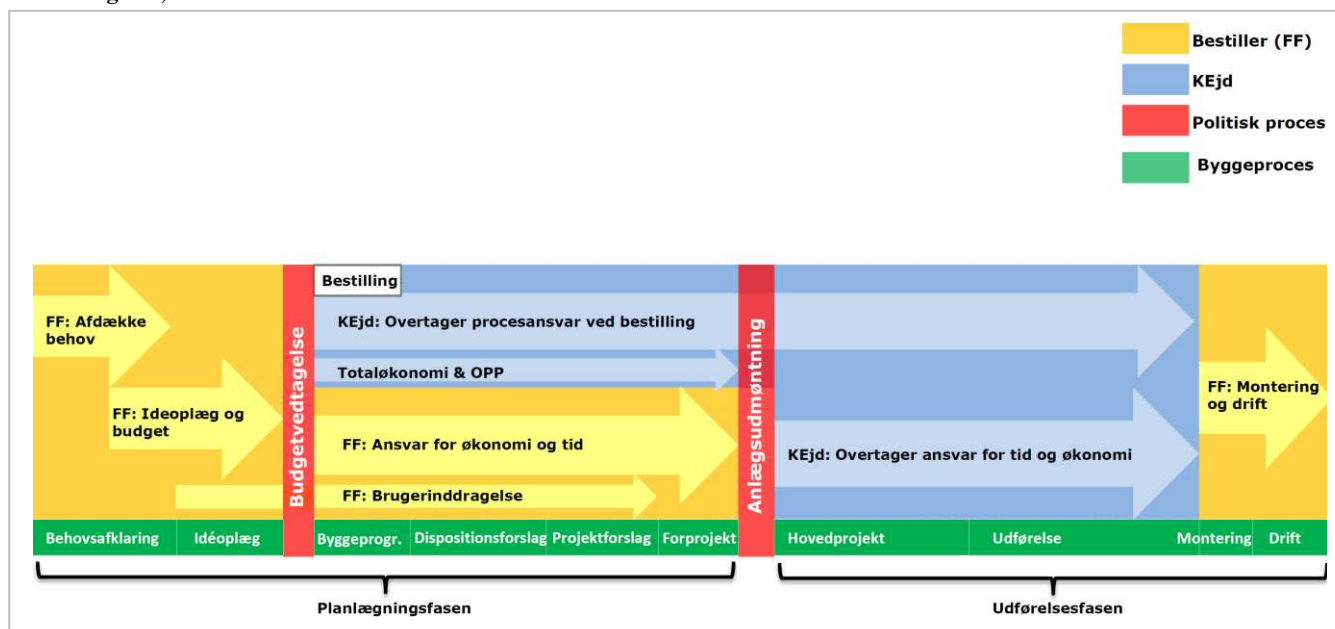 Bestiller (FF)
KEjd
Politisk proces
Byggeproces
Bestilling
FF: Afdække
behov
KEjd: Overtager procesansvar ved bestilling
Totaløkonomi & OPP
FF: Ideoplæg og
budget
Budgetvedtagelse
FF: Ansvar for økonomi og tid
FF: Brugerinddragelse
Anlægsudmøntning
KEjd: Overtager ansvar for tid og økonomi
FF: Montering
og drift
Behovsafklaring Idéoplæg Byggeprogr. Dispositionsforslag Projektforslag Forprojekt Hovedprojekt Udførelse Montering Drift
Planlægningsfasen Udførelsesfasen